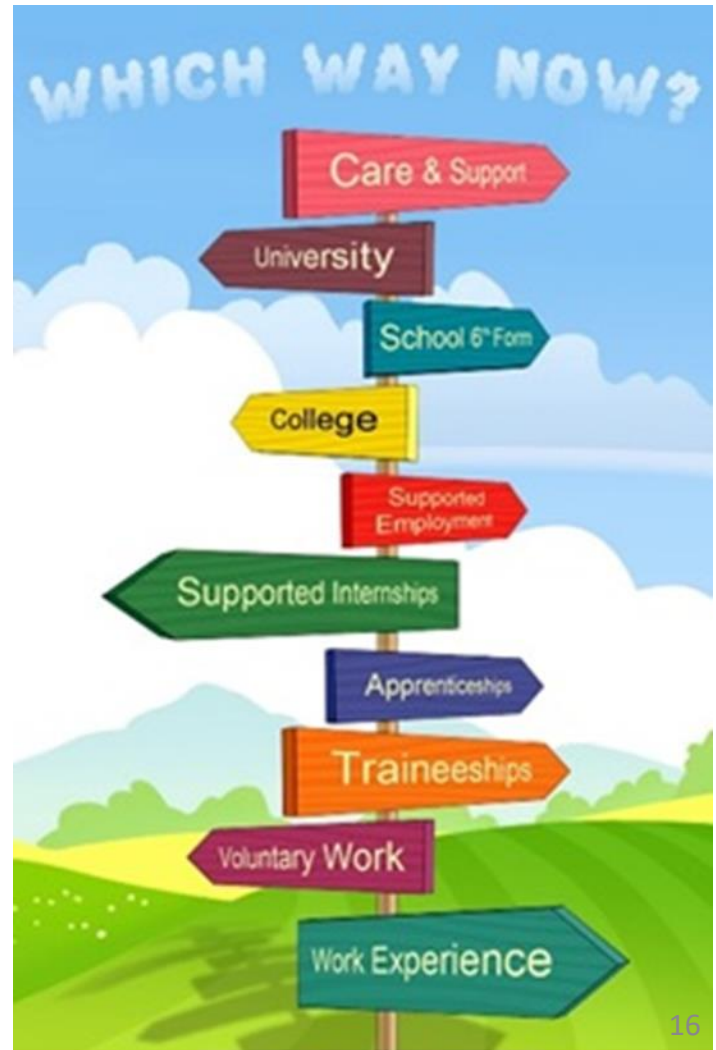 WHICH WAY NOW?
Care & Support
University
School 6th Form
College
Supported
Employment
Supported Internships
Apprenticeships
Traineeships
Voluntary Work
Work Experience
16